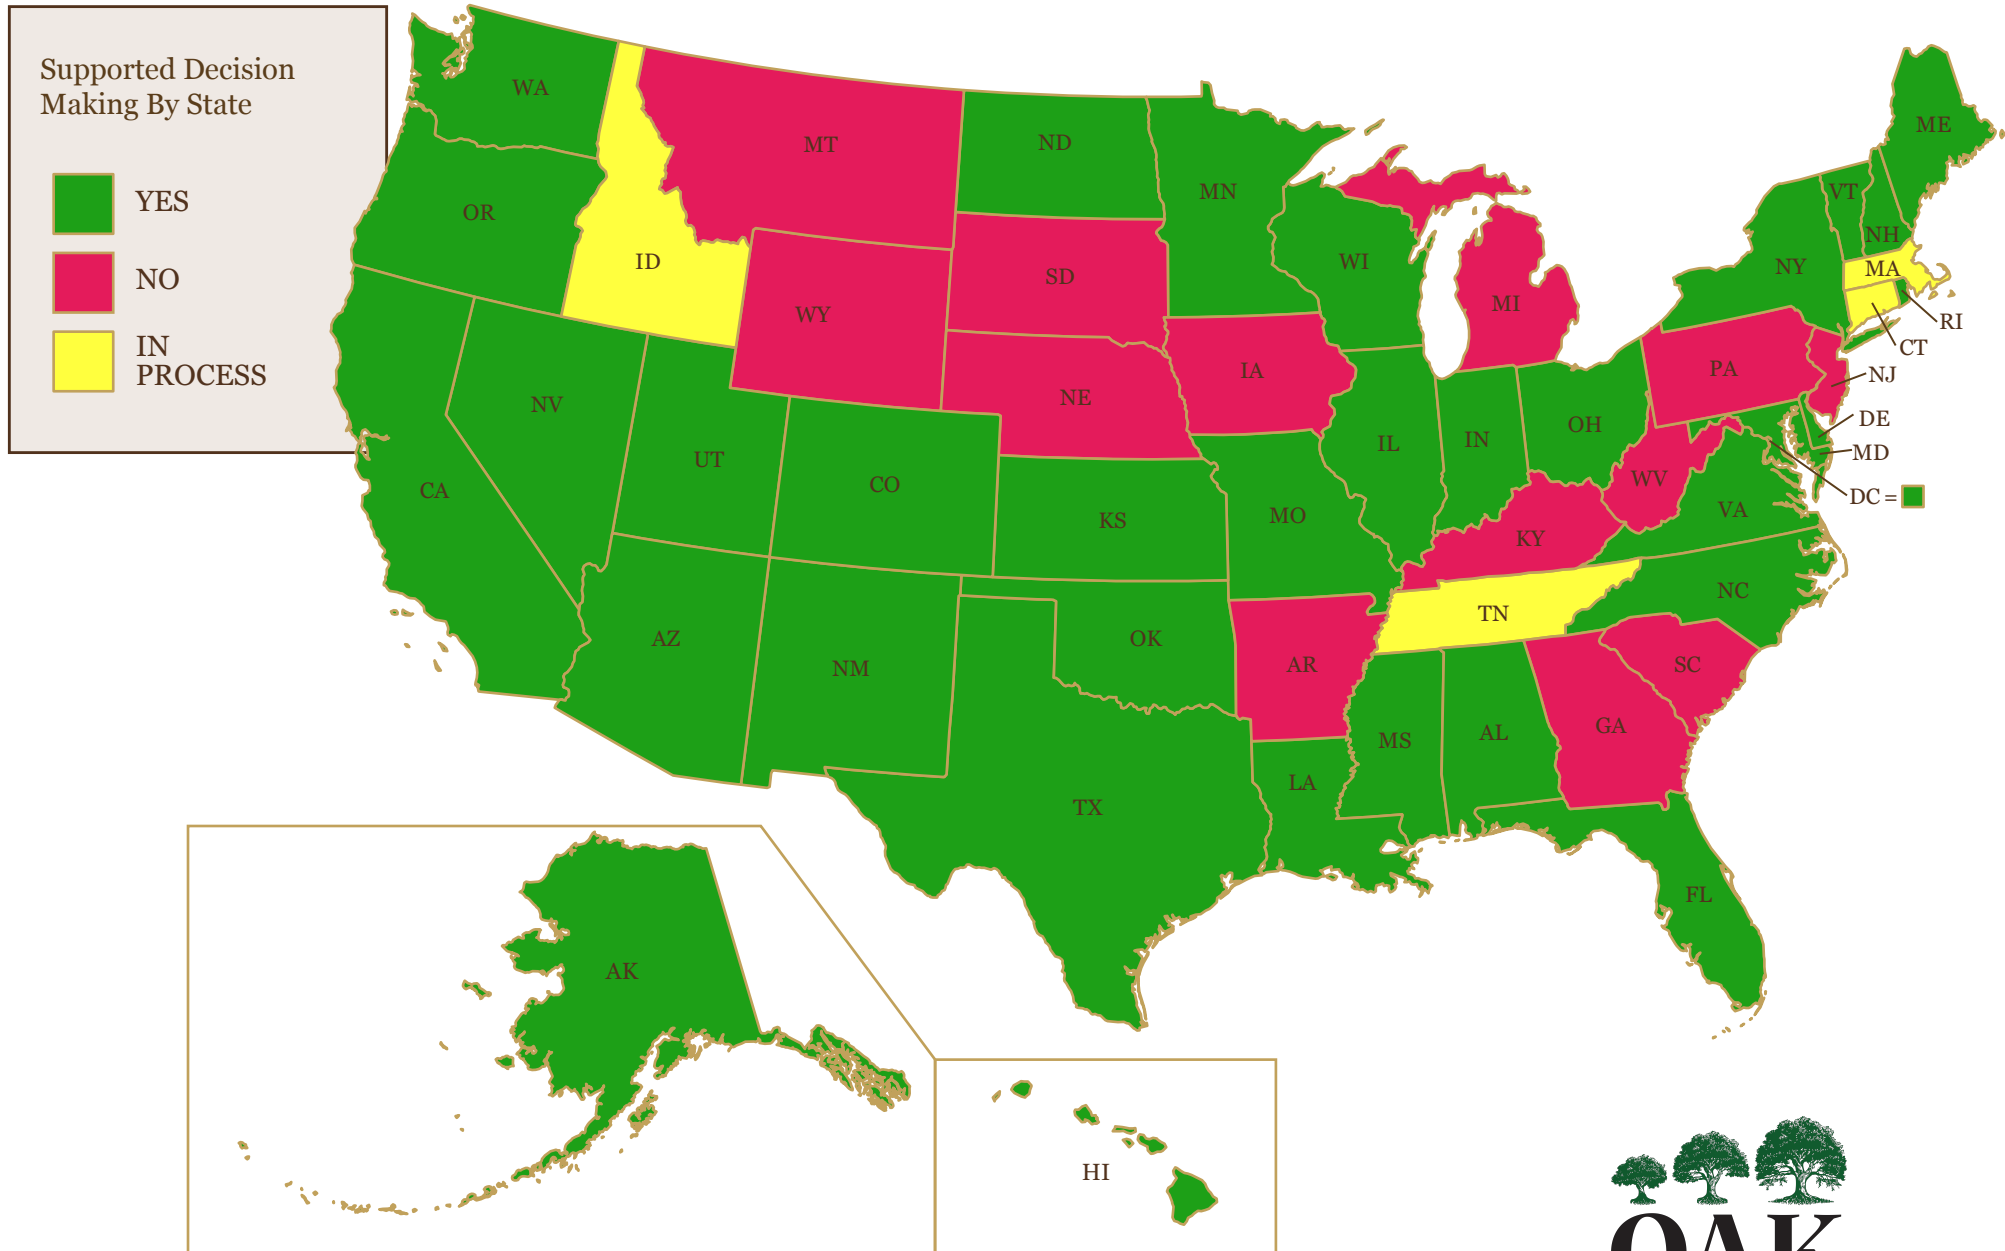 Supported Decision
Making By State
YES
NO
IN
PROCESS
WA
MT
ND
MN
ME
VT
NH
OR
ID
SD
WI
NY
MA
WY
MI
RI
CT
NV
NE
IA
PA
NJ
DE
MD
UT
CO
IL
IN
OH
WV
DC =
CA
KS
MO
KY
VA
NC
TN
AZ
NM
OK
AR
SC
TX
LA
MS
AL
GA
FL
AK
HI
OAK